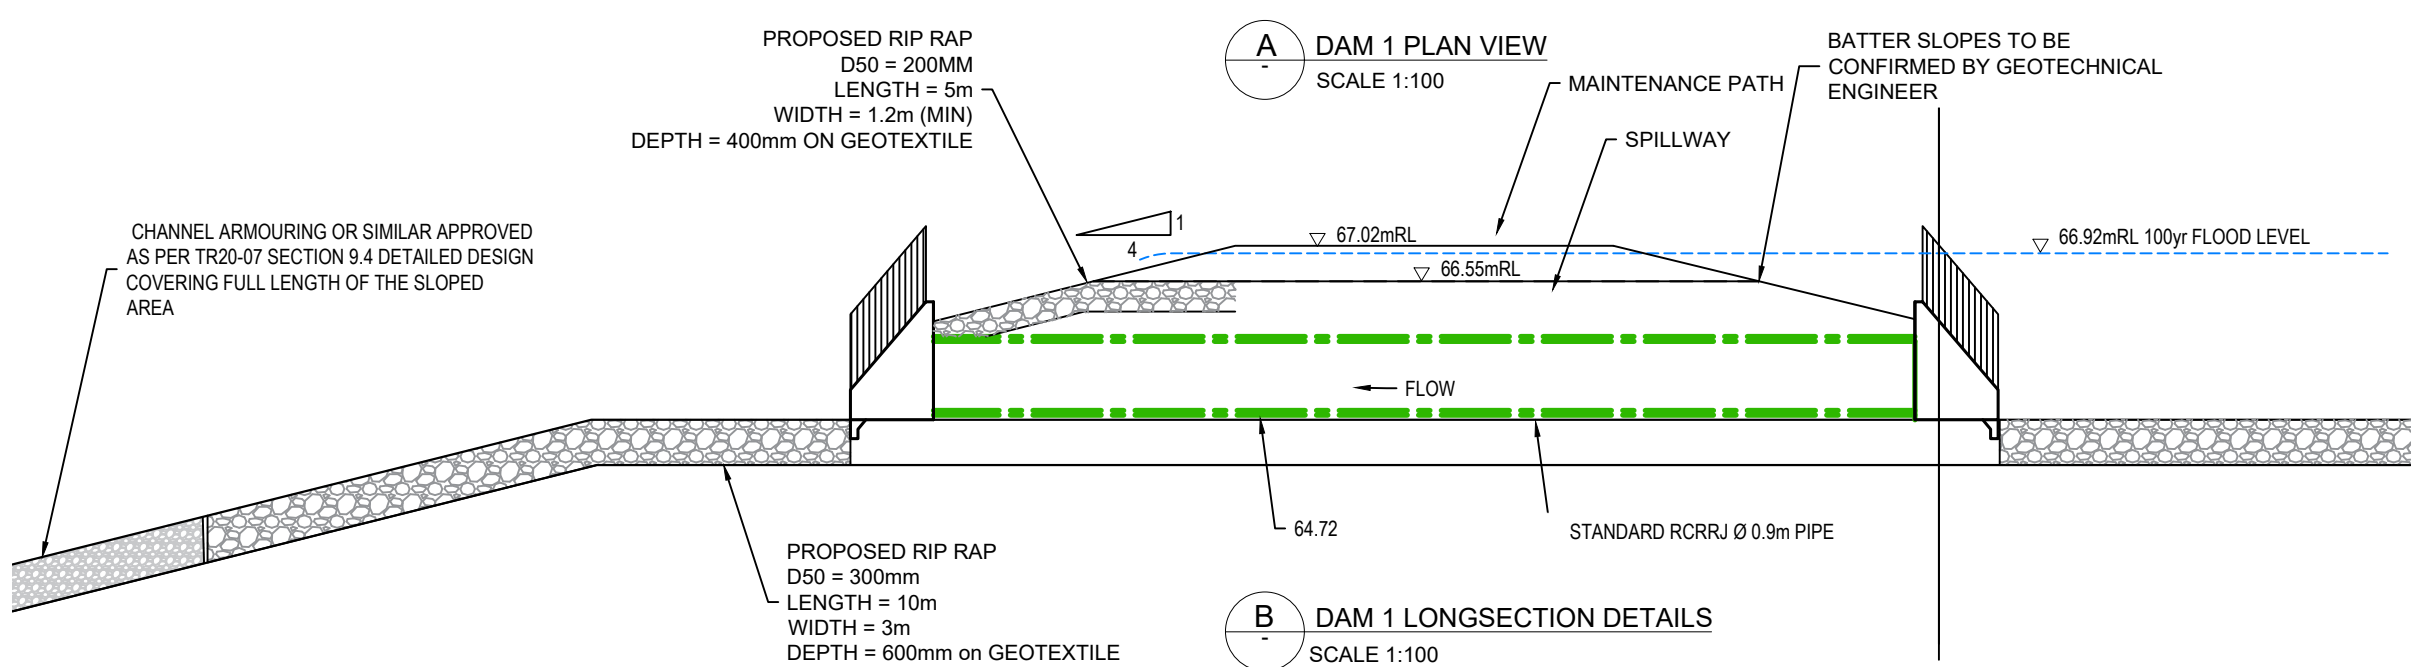 PROPOSED RIP RAP
D50 = 200MM
LENGTH = 5m
WIDTH = 1.2m (MIN)
DEPTH = 400mm ON GEOTEXTILE
A
-
DAM 1 PLAN VIEW
SCALE 1:100
MAINTENANCE PATH
SPILLWAY
BATTER SLOPES TO BE
CONFIRMED BY GEOTECHNICAL
ENGINEER
CHANNEL ARMOURING OR SIMILAR APPROVED
AS PER TR20-07 SECTION 9.4 DETAILED DESIGN
COVERING FULL LENGTH OF THE SLOPED
AREA
1
4
67.02mRL
66.55mRL
66.92mRL 100yr FLOOD LEVEL
FLOW
64.72
STANDARD RCRRJ Ø 0.9m PIPE
PROPOSED RIP RAP
D50 = 300mm
LENGTH = 10m
WIDTH = 3m
DEPTH = 600mm on GEOTEXTILE
B
-
DAM 1 LONGSECTION DETAILS
SCALE 1:100